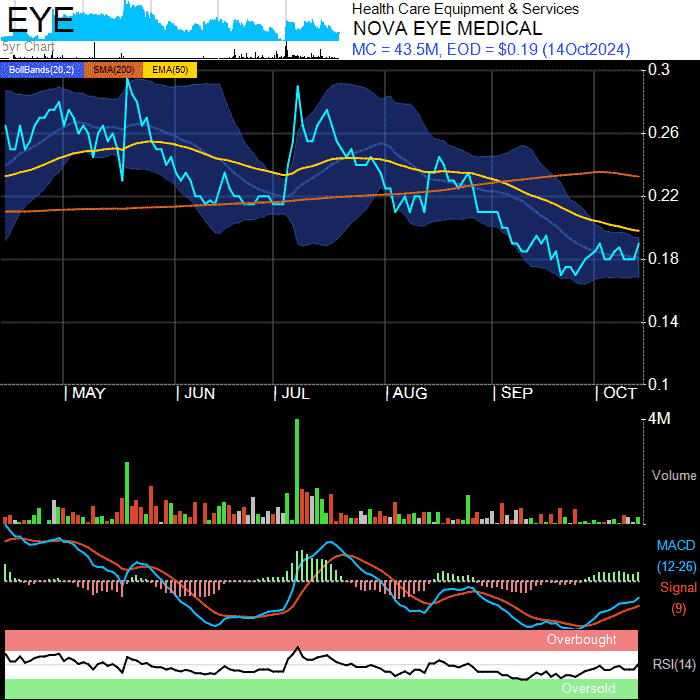 EYE
5yr Chart
Health Care Equipment & Services
NOVA EYE MEDICAL
MC = 43.5M, EOD = $0.19 (14Oct2024)
BollBands(20,2) SMA(200) EMA(50)
0.3
0.26
0.22
0.18
0.14
0.1
MAY JUN JUL AUG SEP OCT
4M
Volume
MACD
(12-26)
Signal
(9)
Overbought
RSI(14)
Oversold